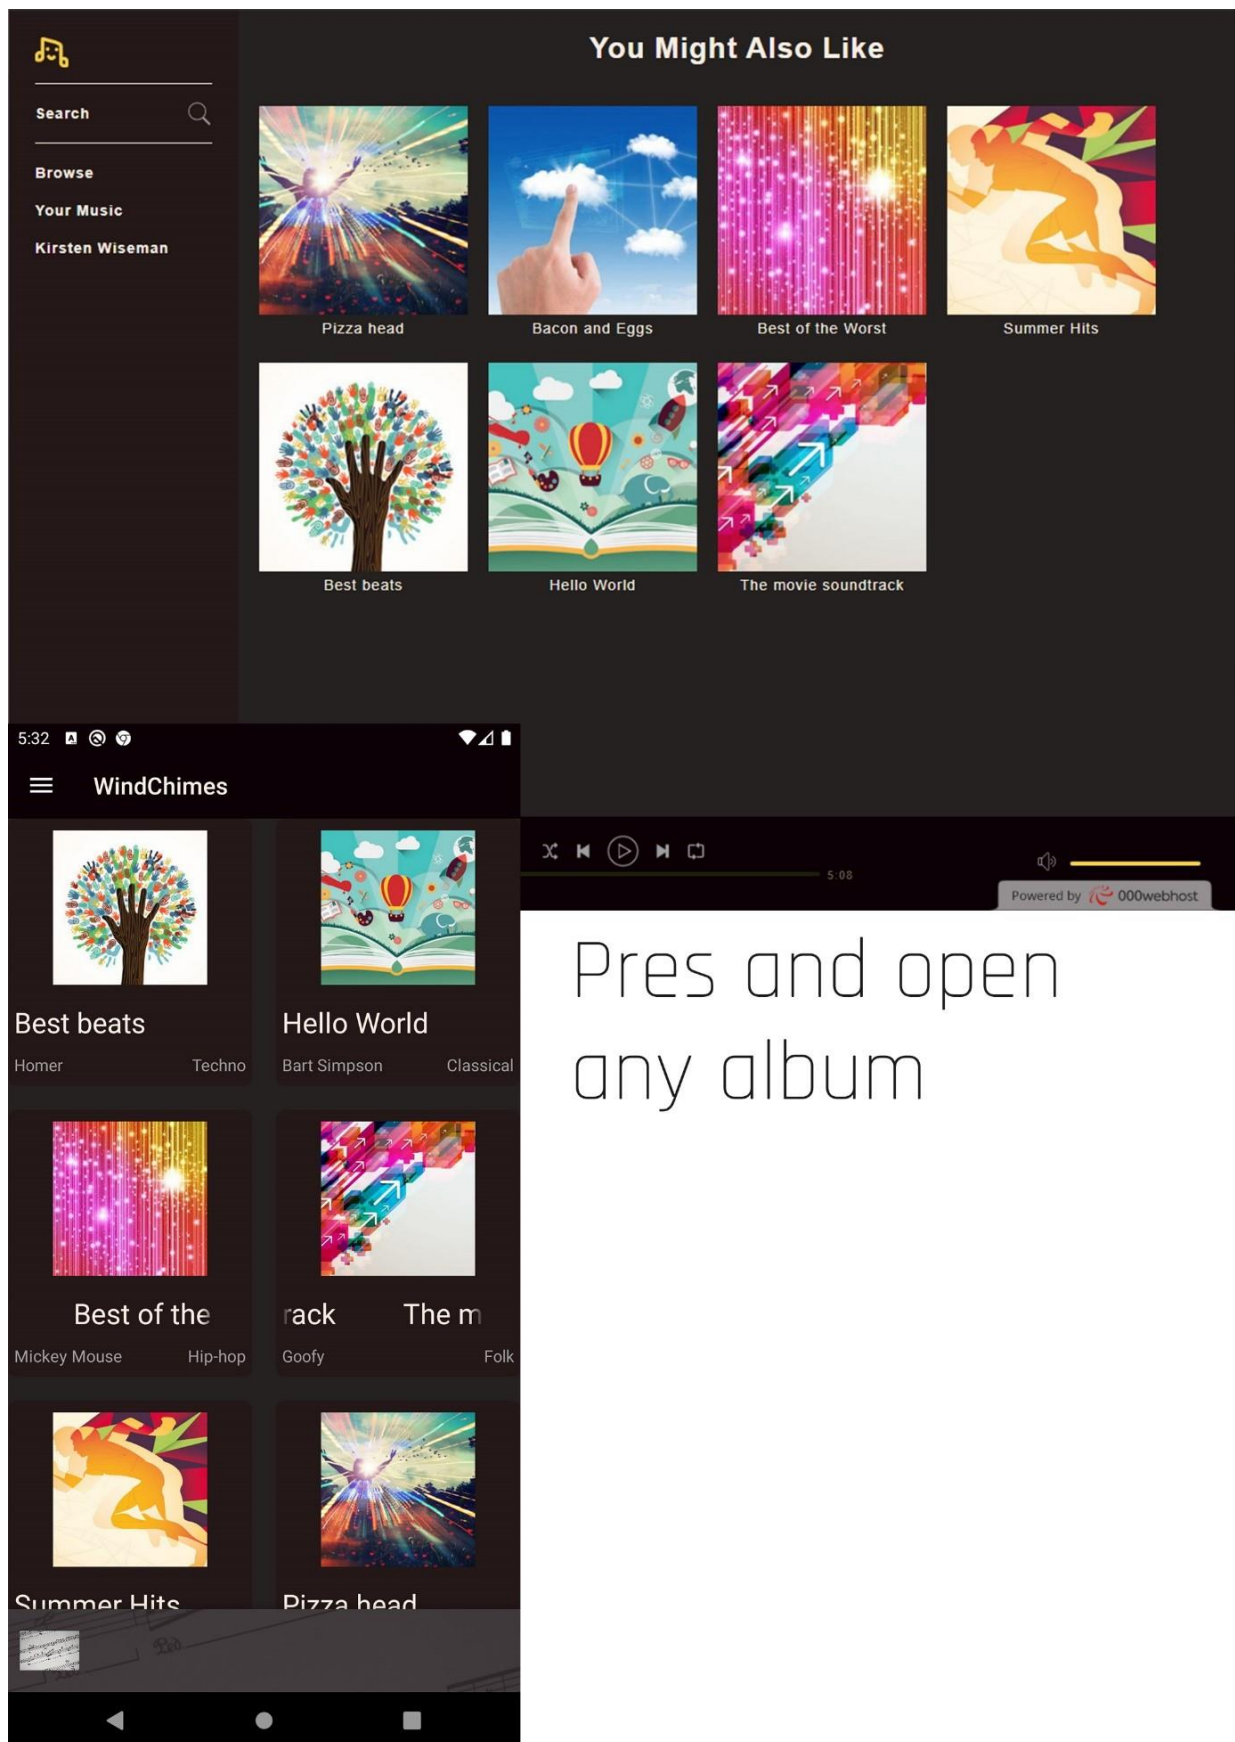 You Might Also Like
Search
Browse
Your Music
Kirsten Wiseman
Pizza head
Bacon and Eggs
Best of the Worst
Summer Hits
Best beats
Hello World
The movie soundtrack
5:32
WindChimes
Best beats
Homer Techno
Hello World
Bart Simpson Classical
Best of the
Mickey Mouse Hip-hop
rack The m
Goofy Folk
Summer Hits
Pizza head
5:08
Powered by 000webhost
Pres and open
any album